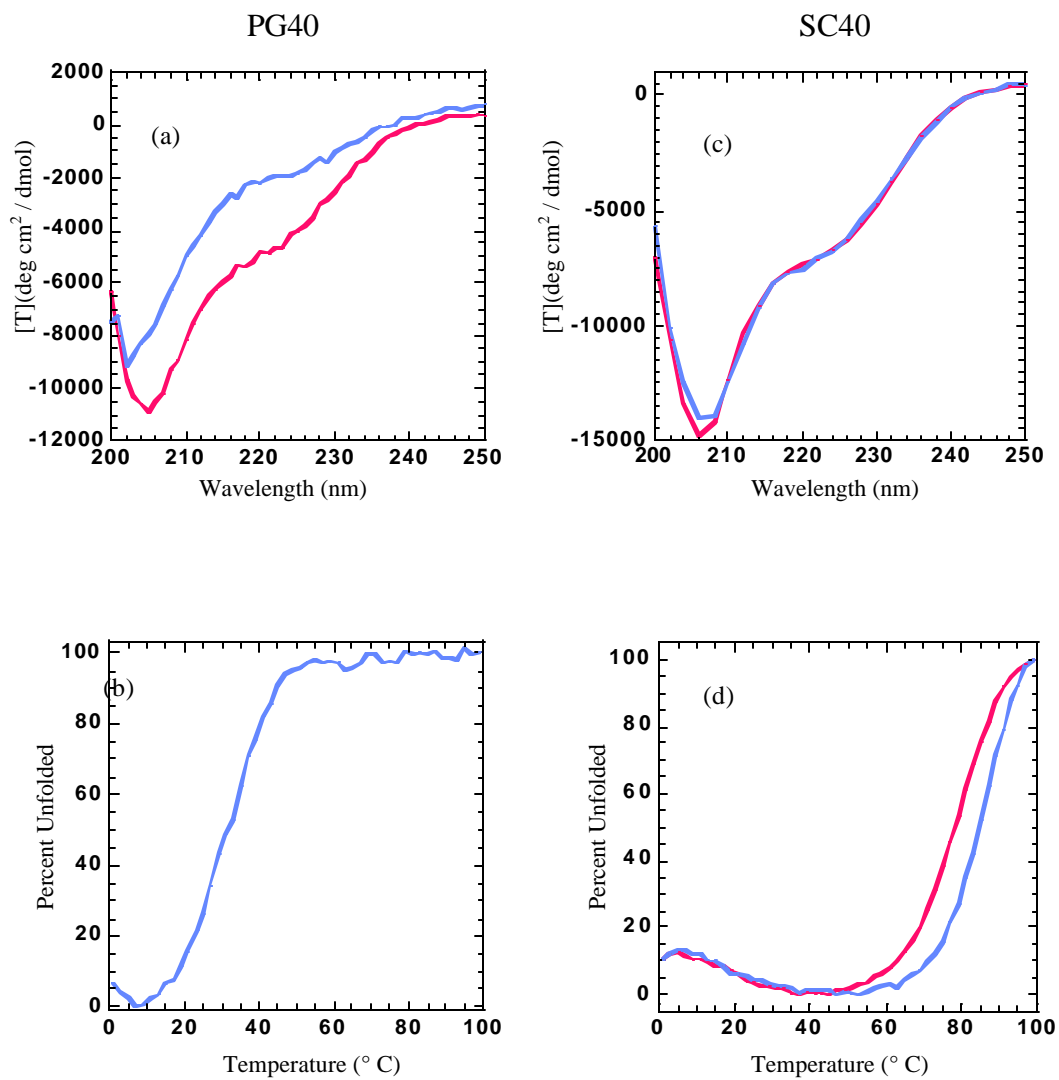 PG40
SC40
2000
0
-2000
-4000
-6000
-8000
-10000
-12000
[T](deg cm² / dmol)
(a)
200 210 220 230 240 250
Wavelength (nm)
0
-5000
-10000
-15000
[T](deg cm² / dmol)
(c)
200 210 220 230 240 250
Wavelength (nm)
100
80
60
40
20
0
Percent Unfolded
(b)
0 20 40 60 80 100
Temperature (° C)
100
80
60
40
20
0
Percent Unfolded
(d)
0 20 40 60 80 100
Temperature (° C)